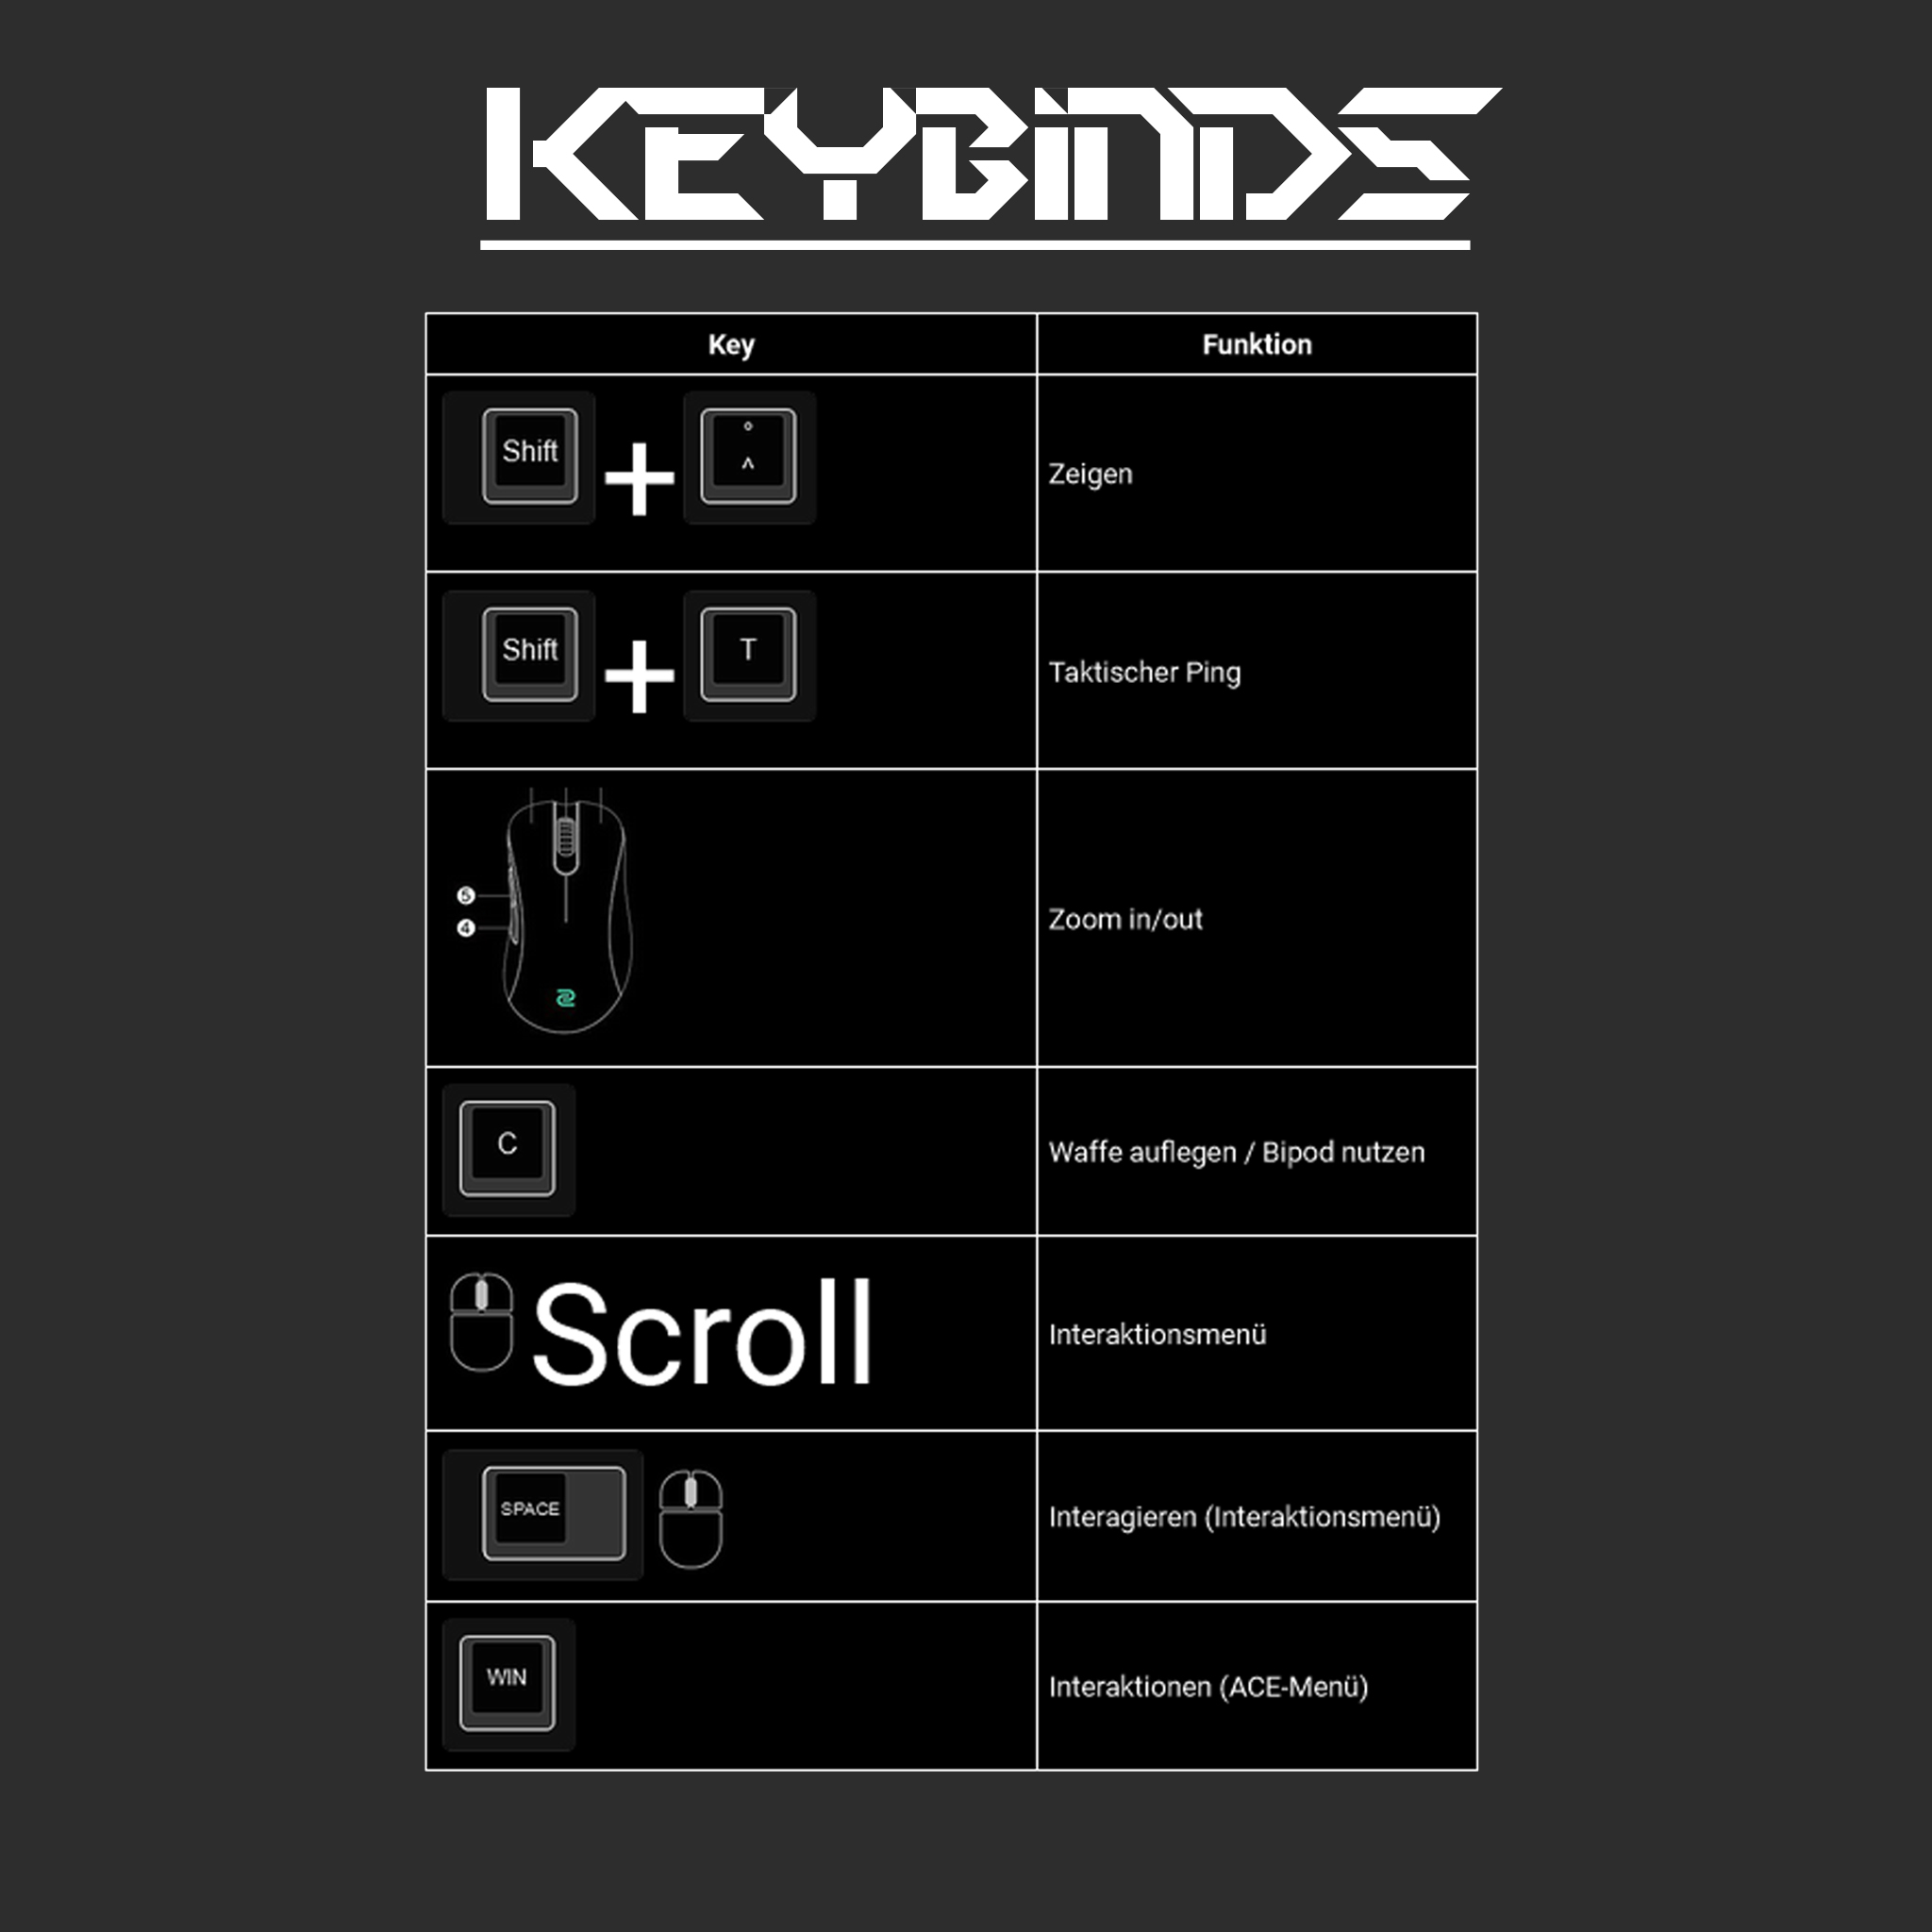 KEYBINDS
Key Funktion
Shift + ° ^ Zeigen
Shift + T Taktischer Ping
5
4
Zoom in/out
C Waffe auflegen / Bipod nutzen
Scroll Interaktionsmenü
SPACE Interagieren (Interaktionsmenü)
WIN Interaktionen (ACE-Menü)